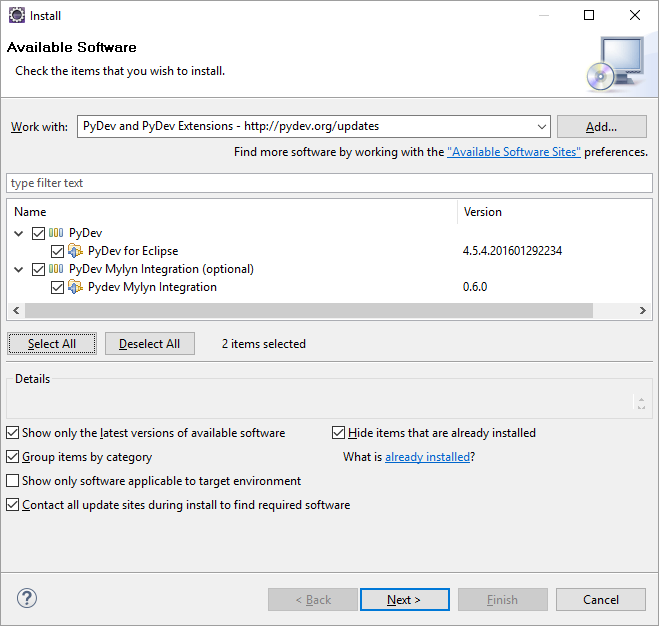 Install
Available Software
Check the items that you wish to install.
Work with: PyDev and PyDev Extensions - http://pydev.org/updates Add...
Find more software by working with the "Available Software Sites" preferences.
type filter text
Name Version
PyDev
PyDev for Eclipse 4.5.4.201601292234
PyDev Mylyn Integration (optional)
Pydev Mylyn Integration 0.6.0
Select All Deselect All 2 items selected
Details
Show only the latest versions of available software Hide items that are already installed
Group items by category What is already installed?
Show only software applicable to target environment
Contact all update sites during install to find required software
? < Back Next > Finish Cancel